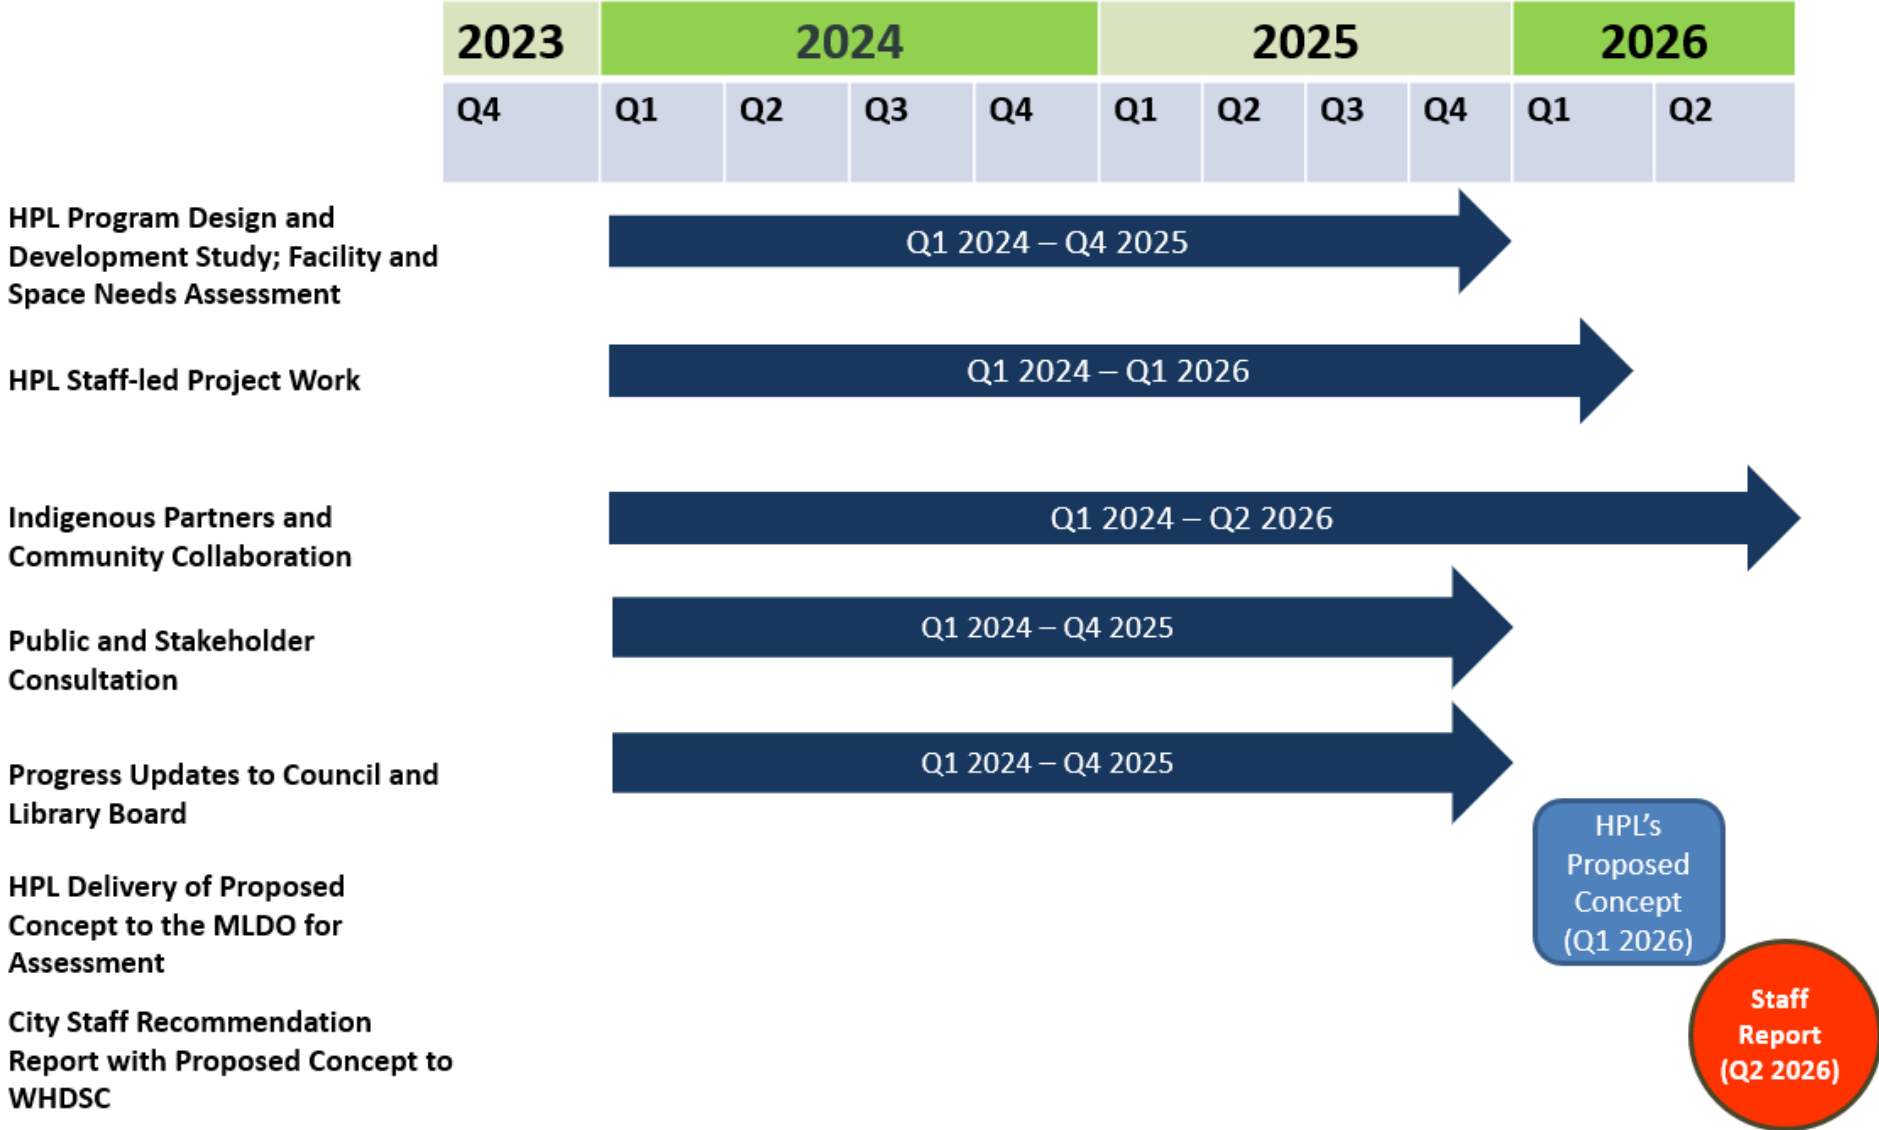 2023 2024 2025 2026
Q4 Q1 Q2 Q3 Q4 Q1 Q2 Q3 Q4 Q1 Q2
HPL Program Design and
Development Study; Facility and
Space Needs Assessment
Q1 2024 – Q4 2025
HPL Staff-led Project Work
Q1 2024 – Q1 2026
Indigenous Partners and
Community Collaboration
Q1 2024 – Q2 2026
Public and Stakeholder
Consultation
Q1 2024 – Q4 2025
Progress Updates to Council and
Library Board
Q1 2024 – Q4 2025
HPL Delivery of Proposed
Concept to the MLDO for
Assessment
HPL's
Proposed
Concept
(Q1 2026)
City Staff Recommendation
Report with Proposed Concept to
WHDSC
Staff
Report
(Q2 2026)